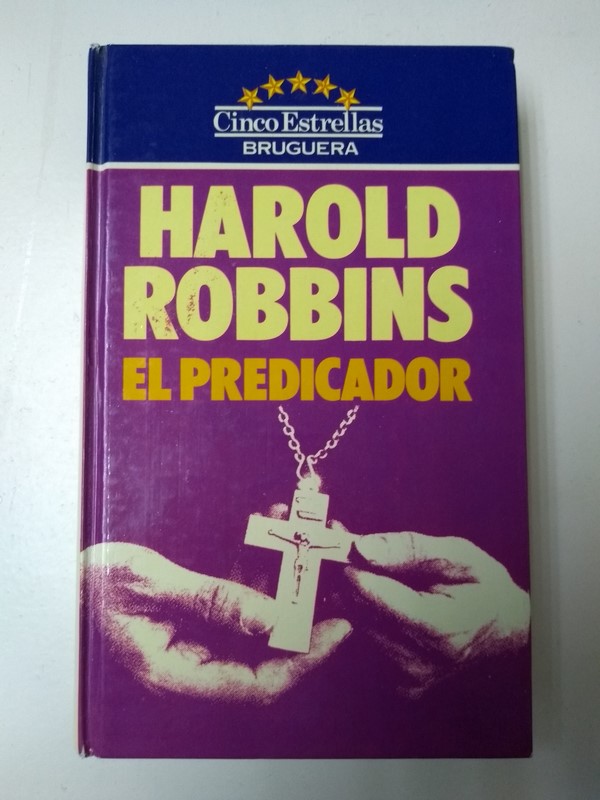 Cinco Estrellas
BRUGUERA
HAROLD
ROBBINS
EL PREDICADOR